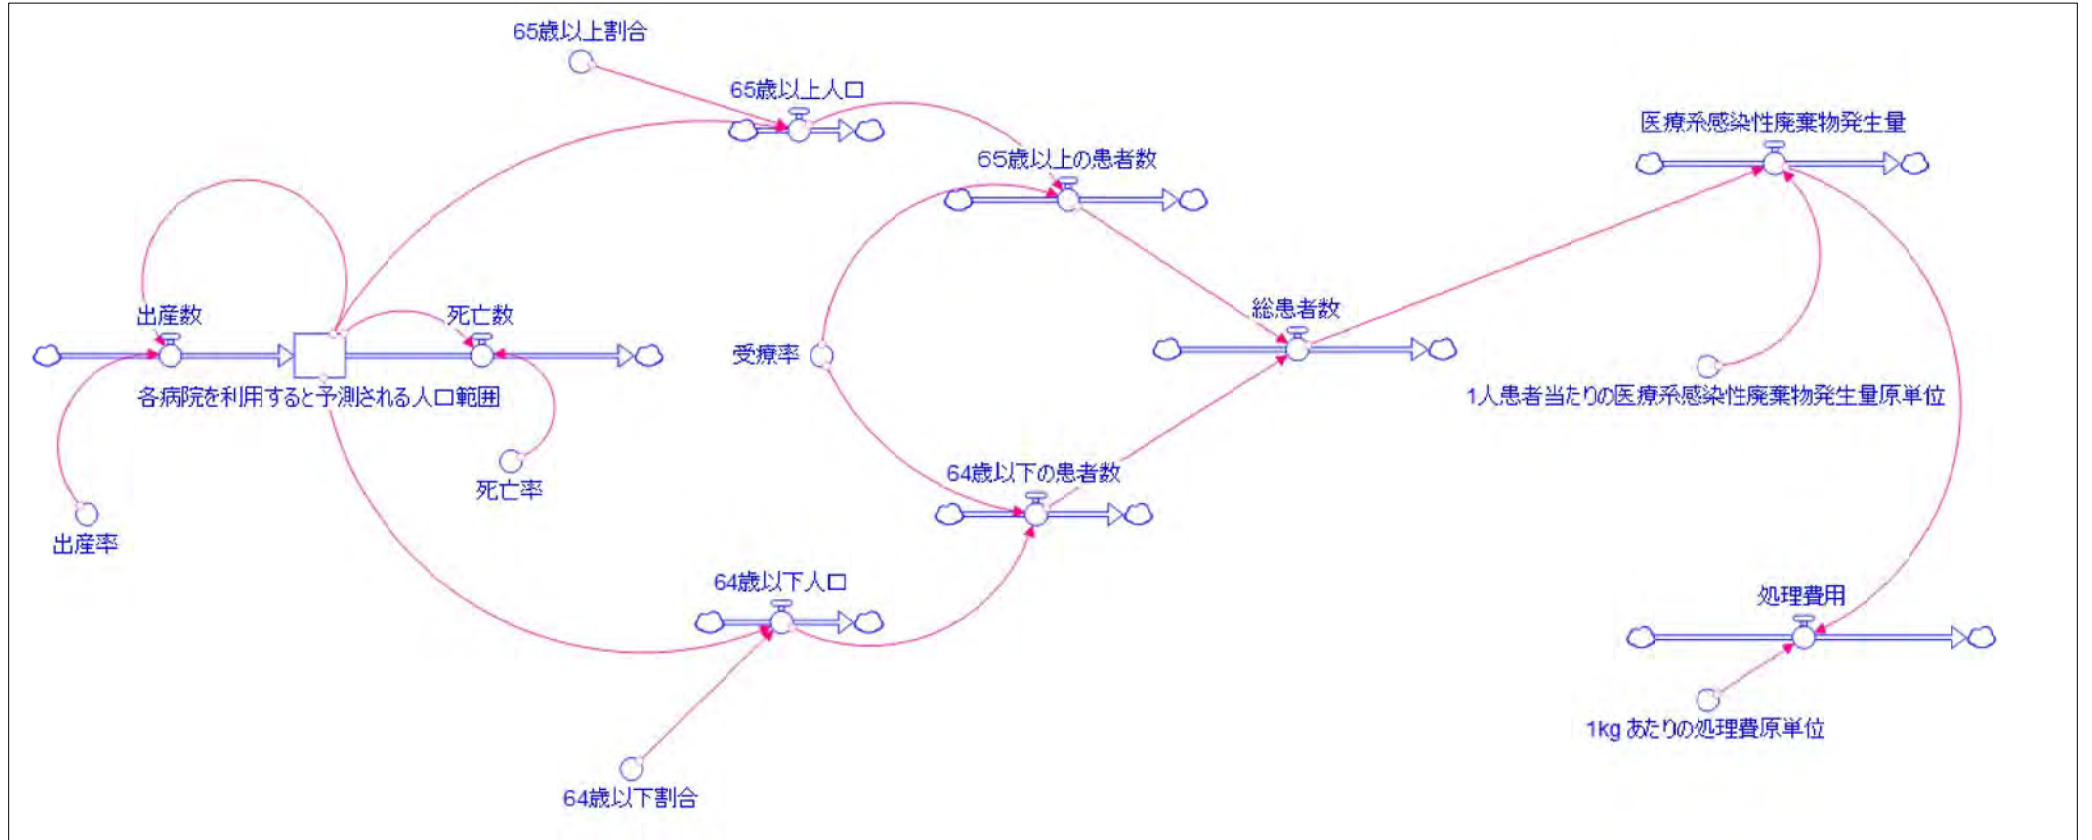 65歳以上割合
65歳以上人口
医療系感染性廃棄物発生量
65歳以上の患者数
出産数
死亡数
総患者数
受療率
各病院を利用すると予測される人口範囲
1人患者当たりの医療系感染性廃棄物発生量原単位
64歳以下の患者数
死亡率
出産率
64歳以下人口
処理費用
1kg あたりの処理費原単位
64歳以下割合